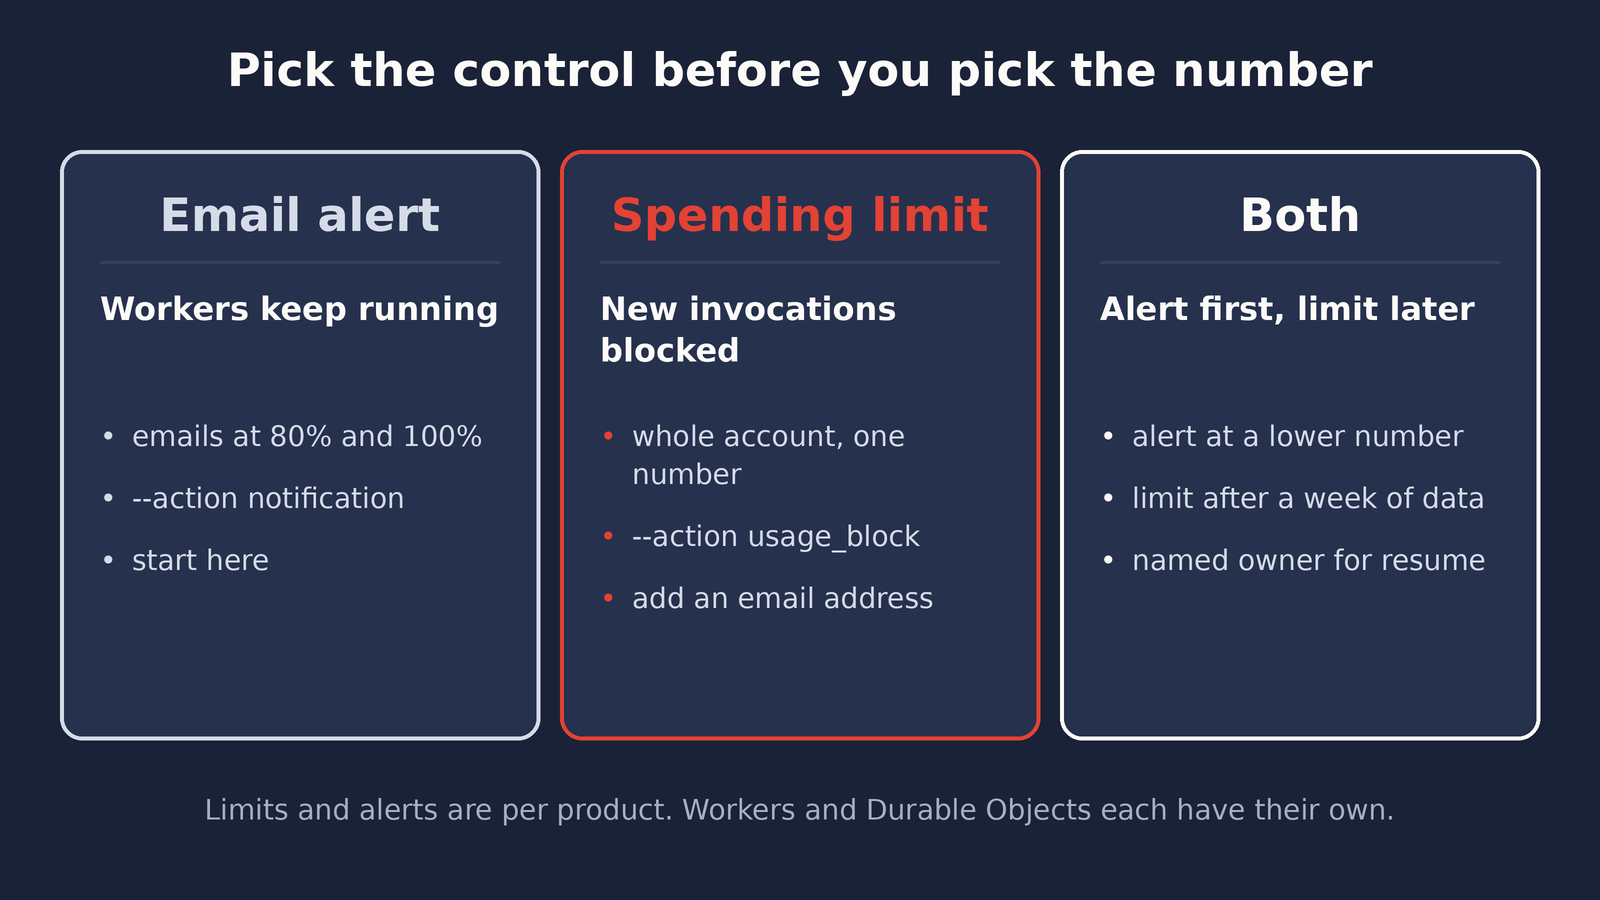 Pick the control before you pick the number
Email alert
Workers keep running
• emails at 80% and 100%
• --action notification
• start here
Spending limit
New invocations
blocked
• whole account, one
number
• --action usage_block
• add an email address
Both
Alert first, limit later
• alert at a lower number
• limit after a week of data
• named owner for resume
Limits and alerts are per product. Workers and Durable Objects each have their own.